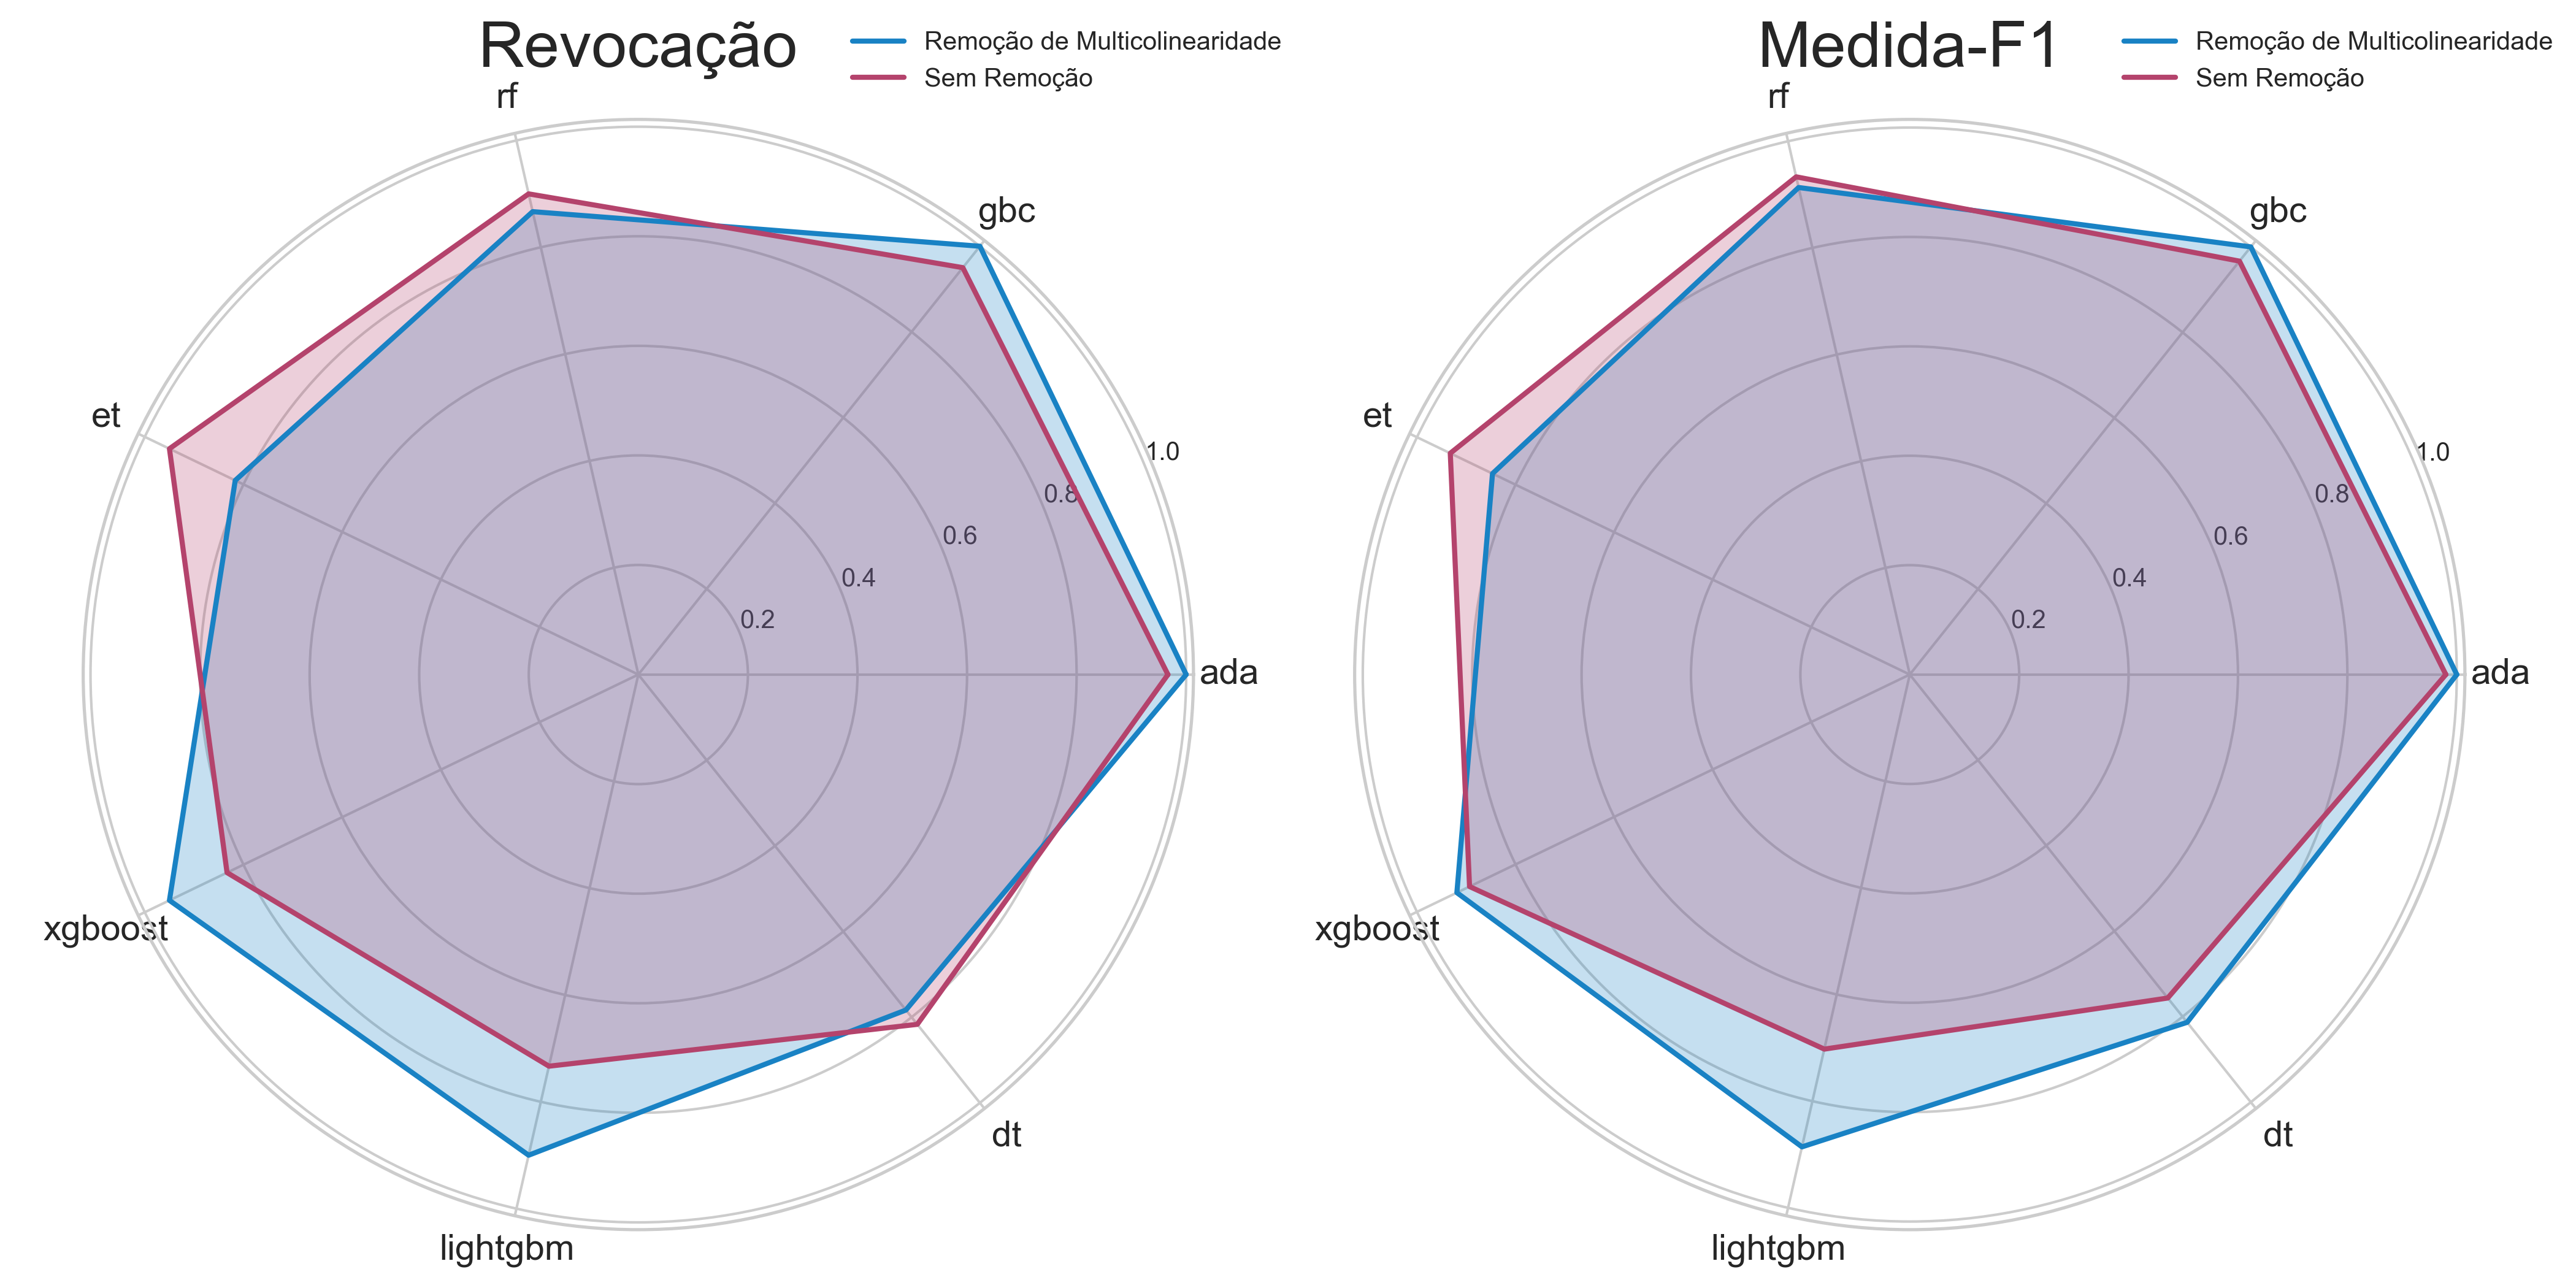 Revocação
Remoção de Multicolinearidade
Sem Remoção
rf
gbc
et
1.0
0.8
0.6
0.4
0.2
ada
xgboost
dt
lightgbm
Medida-F1
Remoção de Multicolinearidade
Sem Remoção
rf
gbc
et
1.0
0.8
0.6
0.4
0.2
ada
xgboost
dt
lightgbm